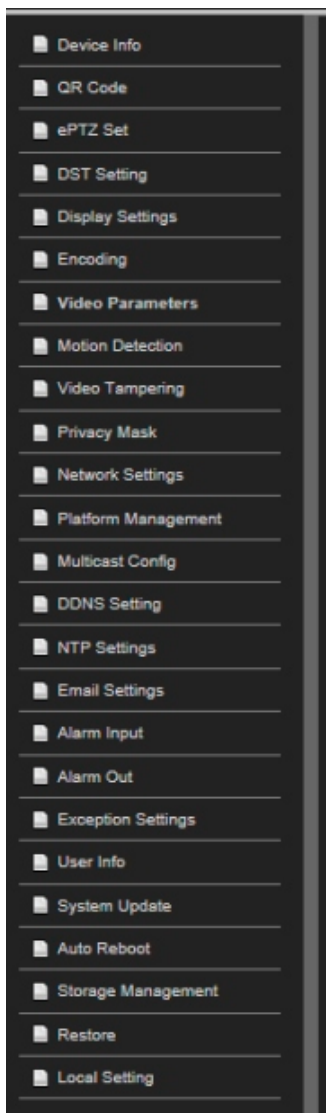 Device Info
QR Code
ePTZ Set
DST Setting
Display Settings
Encoding
Video Parameters
Motion Detection
Video Tampering
Privacy Mask
Network Settings
Platform Management
Multicast Config
DDNS Setting
NTP Settings
Email Settings
Alarm Input
Alarm Out
Exception Settings
User Info
System Update
Auto Reboot
Storage Management
Restore
Local Setting